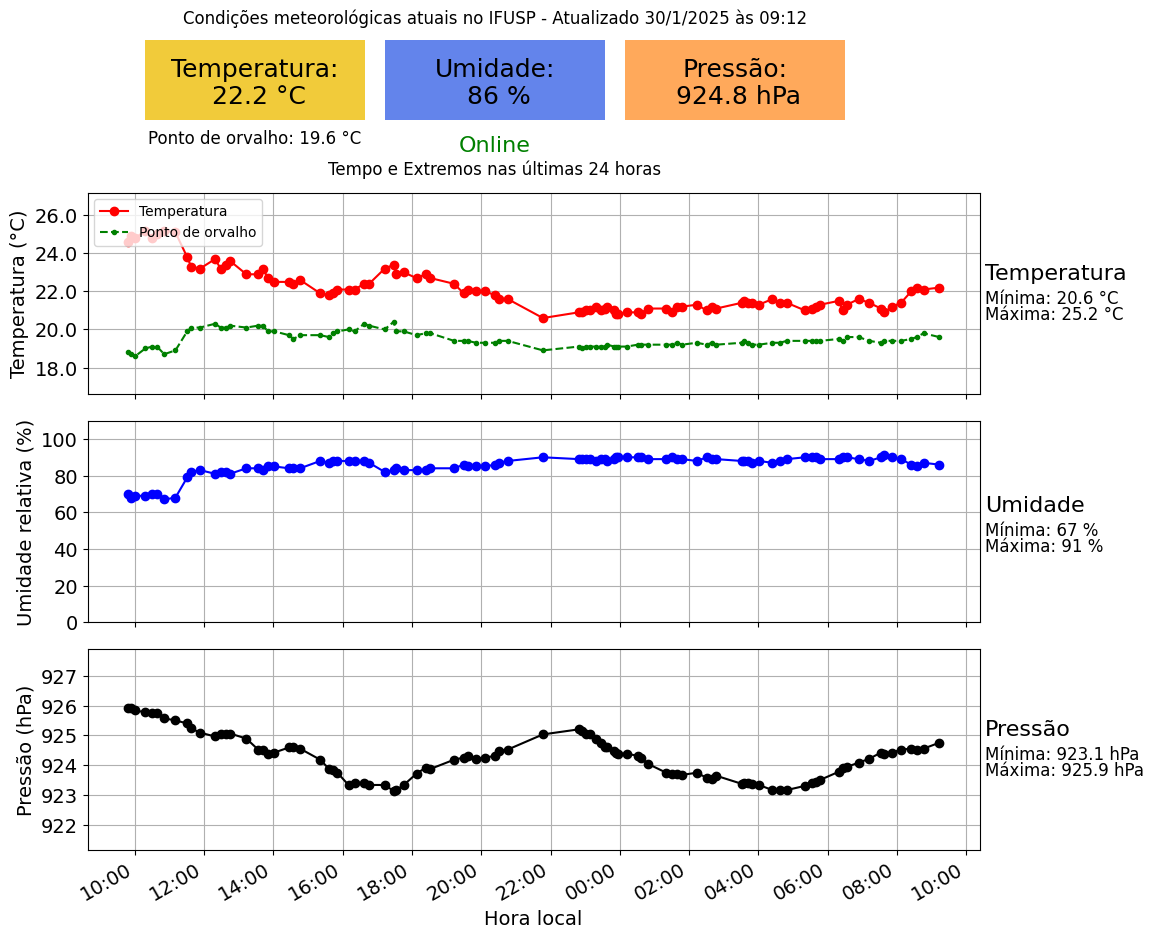 Condições meteorológicas atuais no IFUSP - Atualizado 30/1/2025 às 09:12
Temperatura:
22.2 °C
Umidade:
86 %
Pressão:
924.8 hPa
Ponto de orvalho: 19.6 °C
Online
Tempo e Extremos nas últimas 24 horas
Temperatura (°C)
26.0
24.0
22.0
20.0
18.0
Temperatura
Ponto de orvalho
Temperatura
Mínima: 20.6 °C
Máxima: 25.2 °C
Umidade relativa (%)
100
80
60
40
20
0
Umidade
Mínima: 67 %
Máxima: 91 %
Pressão (hPa)
927
926
925
924
923
922
Pressão
Mínima: 923.1 hPa
Máxima: 925.9 hPa
10:00
12:00
14:00
16:00
18:00
20:00
22:00
00:00
02:00
04:00
06:00
08:00
10:00
Hora local